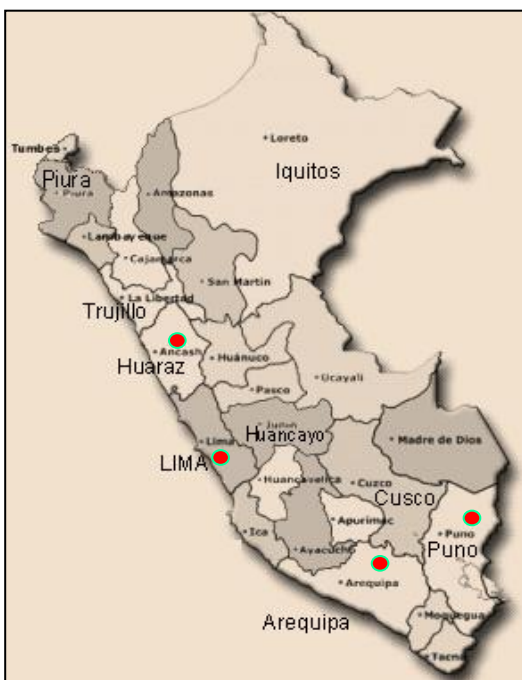 Loreto
Tumbes
Iquitos
Piura
Piura
Amazonas
Lambayeque
Cajamarca
San Martin
La Libertad
Trujillo
Ancash
Huánuco
Huaraz
Ucayali
Pasco
Junín
Huancayo
Lima
Madre de Dios
LIMA
Huancavelica
Cuzco
Cusco
Apurimac
Ica
Puno
Puno
Ayacucho
Arequipa
Moquegua
Arequipa
Tacna